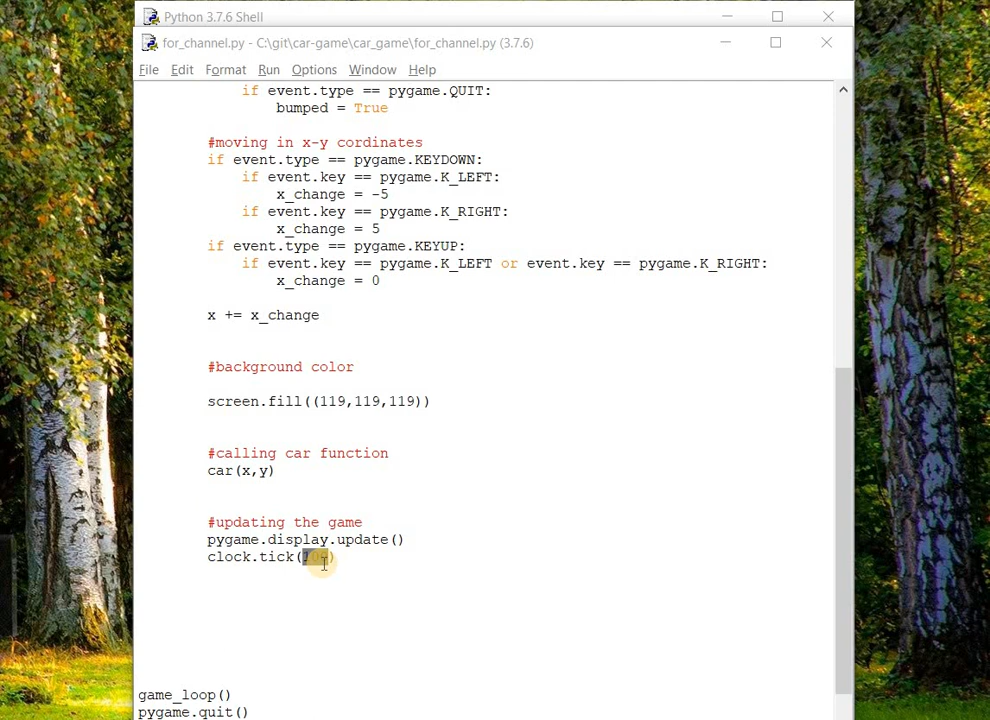 Python 3.7.6 Shell
for_channel.py - C:\git\car-game\car_game\for_channel.py (3.7.6)
File Edit Format Run Options Window Help
if event.type == pygame.QUIT:
bumped = True
#moving in x-y cordinates
if event.type == pygame.KEYDOWN:
if event.key == pygame.K_LEFT:
x_change = -5
if event.key == pygame.K_RIGHT:
x_change = 5
if event.type == pygame.KEYUP:
if event.key == pygame.K_LEFT or event.key == pygame.K_RIGHT:
x_change = 0
x += x_change
#background color
screen.fill((119,119,119))
#calling car function
car(x,y)
#updating the game
pygame.display.update()
clock.tick(
game_loop()
pygame.quit()